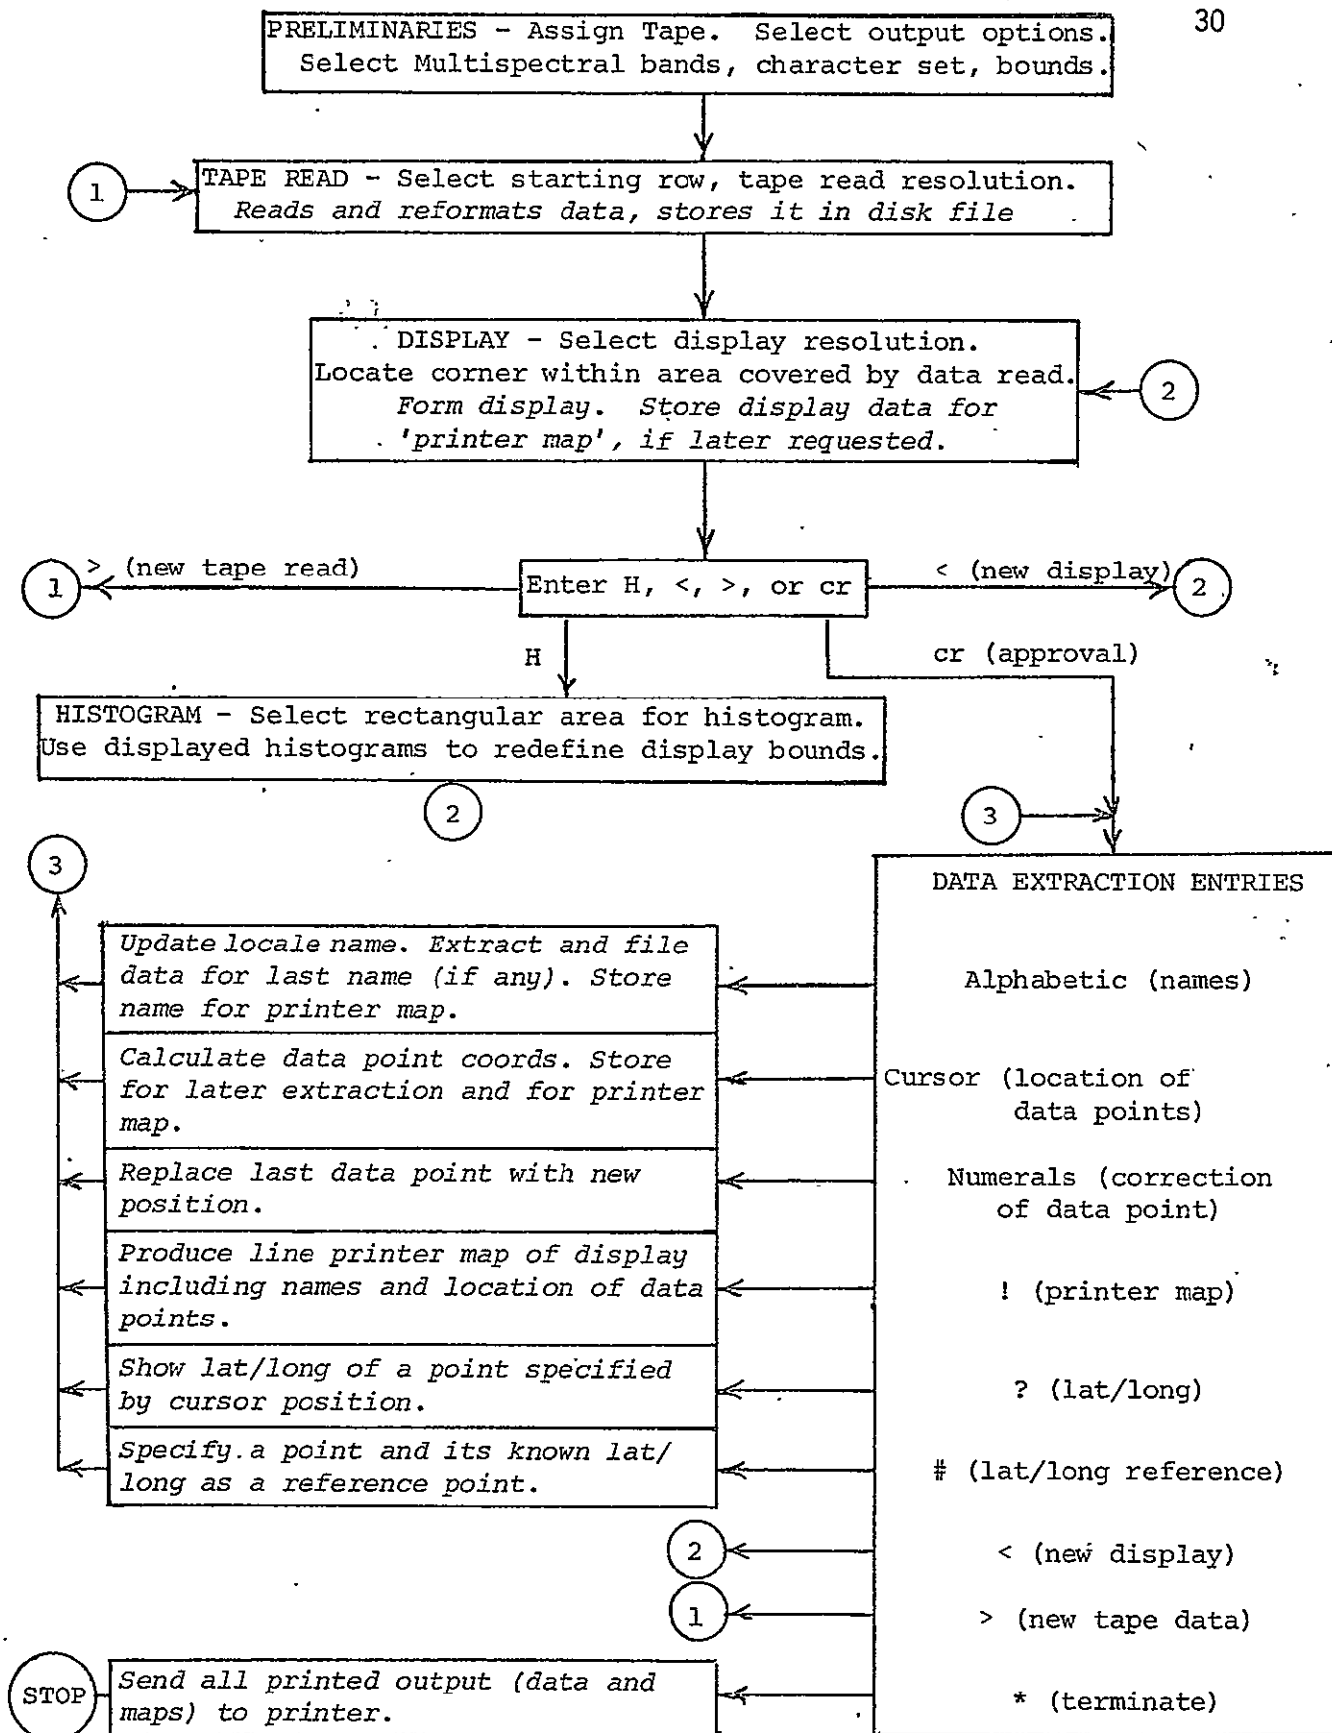 30
PRELIMINARIES - Assign Tape. Select output options.
Select Multispectral bands, character set, bounds.
1
TAPE READ - Select starting row, tape read resolution.
Reads and reformats data, stores it in disk file
DISPLAY - Select display resolution.
Locate corner within area covered by data read.
Form display. Store display data for
'printer map', if later requested.
2
1
> (new tape read)
Enter H, <, >, or cr
< (new display)
2
H
cr (approval)
HISTOGRAM - Select rectangular area for histogram.
Use displayed histograms to redefine display bounds.
2
3
3
DATA EXTRACTION ENTRIES
Update locale name. Extract and file
data for last name (if any). Store
name for printer map.
Alphabetic (names)
Calculate data point coords. Store
for later extraction and for printer
map.
Cursor (location of
data points)
Replace last data point with new
position.
Numerals (correction
of data point)
Produce line printer map of display
including names and location of data
points.
! (printer map)
Show lat/long of a point specified
by cursor position.
? (lat/long)
Specify a point and its known lat/
long as a reference point.
# (lat/long reference)
2
< (new display)
1
> (new tape data)
STOP
Send all printed output (data and
maps) to printer.
* (terminate)